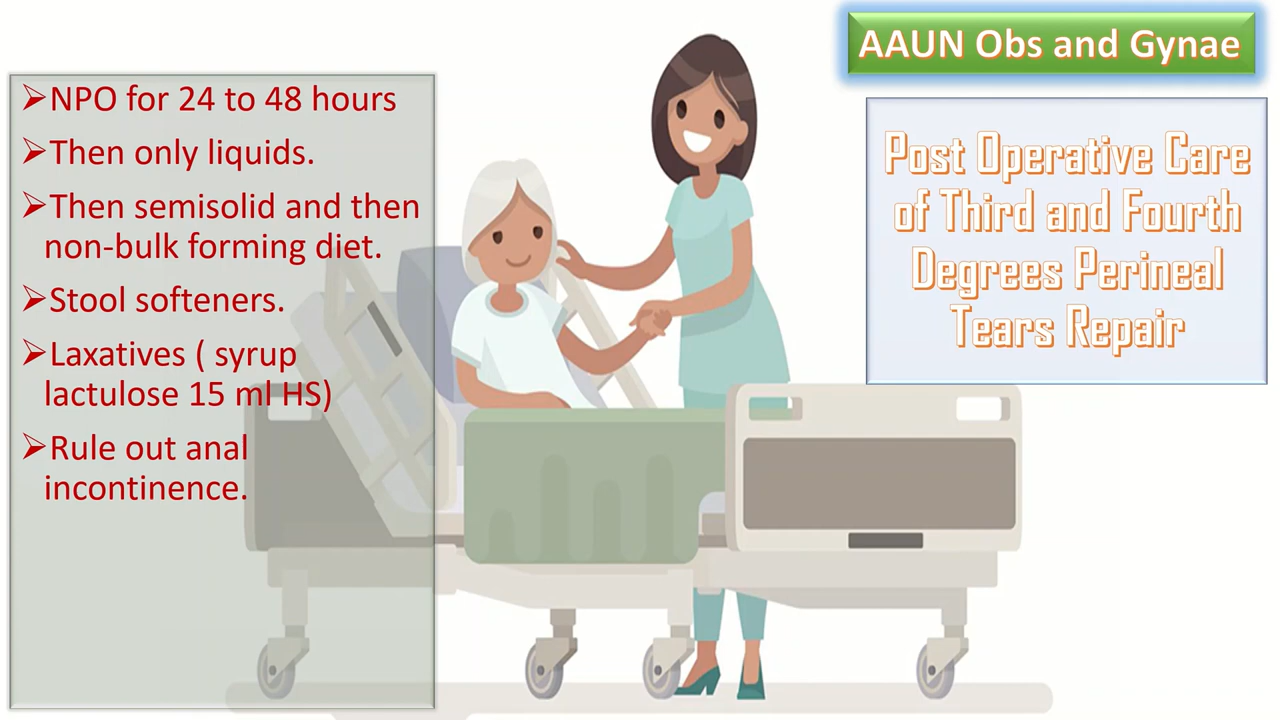 AAUN Obs and Gynae
➢NPO for 24 to 48 hours
➢Then only liquids.
➢Then semisolid and then
non-bulk forming diet.
➢Stool softeners.
➢Laxatives ( syrup
lactulose 15 ml HS)
➢Rule out anal
incontinence.
Post Operative Care
of Third and Fourth
Degrees Perineal
Tears Repair